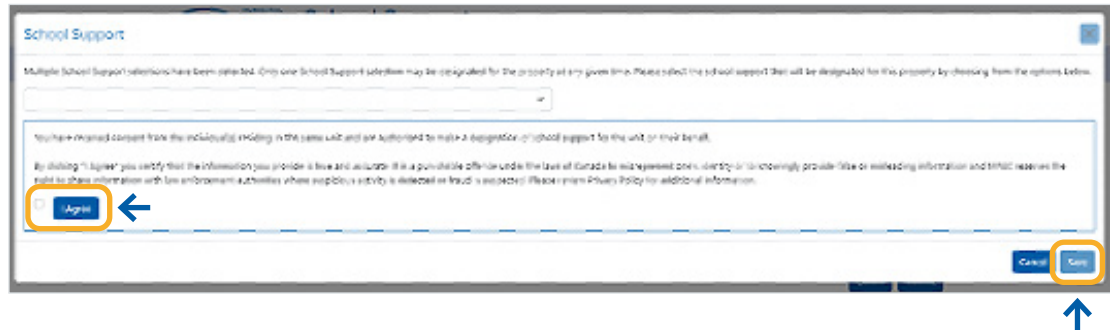 School Support
Multiple School Support selections have been detected. Only one School Support selection may be designated for the property at any given time. Please select the school support that will be designated for this property by choosing from the options below.
You have received consent from the individual(s) residing in the same unit and are authorized to make a designation of school support for the unit on their behalf.
By clicking "I Agree" you certify that the information you provide is true and accurate. It is a punishable offence under the laws of Canada to misrepresent one's identity or to knowingly provide false or misleading information and MPAC reserves the
right to share information with law enforcement authorities where suspicious activity is detected or fraud is suspected. Please review Privacy Policy for additional information.
I Agree
Cancel Save